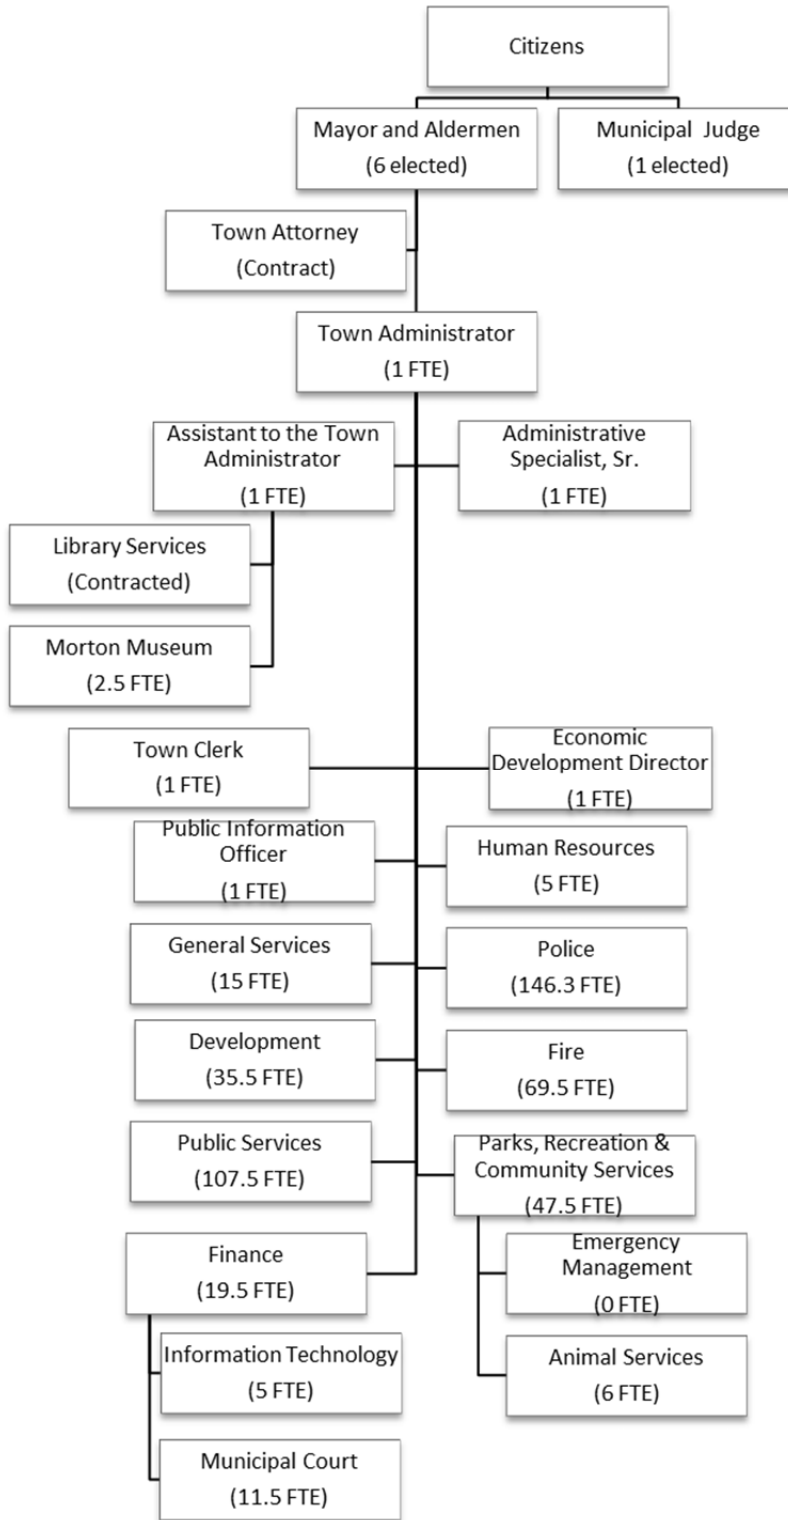 Citizens
Mayor and Aldermen
(6 elected)
Municipal Judge
(1 elected)
Town Attorney
(Contract)
Town Administrator
(1 FTE)
Assistant to the Town
Administrator
(1 FTE)
Administrative
Specialist, Sr.
(1 FTE)
Library Services
(Contracted)
Morton Museum
(2.5 FTE)
Town Clerk
(1 FTE)
Economic
Development Director
(1 FTE)
Public Information
Officer
(1 FTE)
Human Resources
(5 FTE)
General Services
(15 FTE)
Police
(146.3 FTE)
Development
(35.5 FTE)
Fire
(69.5 FTE)
Public Services
(107.5 FTE)
Parks, Recreation &
Community Services
(47.5 FTE)
Finance
(19.5 FTE)
Emergency
Management
(0 FTE)
Information Technology
(5 FTE)
Animal Services
(6 FTE)
Municipal Court
(11.5 FTE)